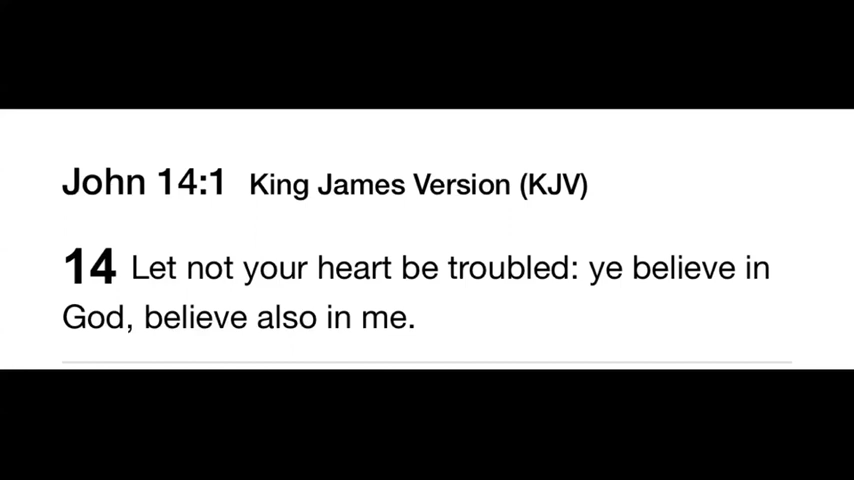 John 14:1 King James Version (KJV)
14 Let not your heart be troubled: ye believe in
God, believe also in me.